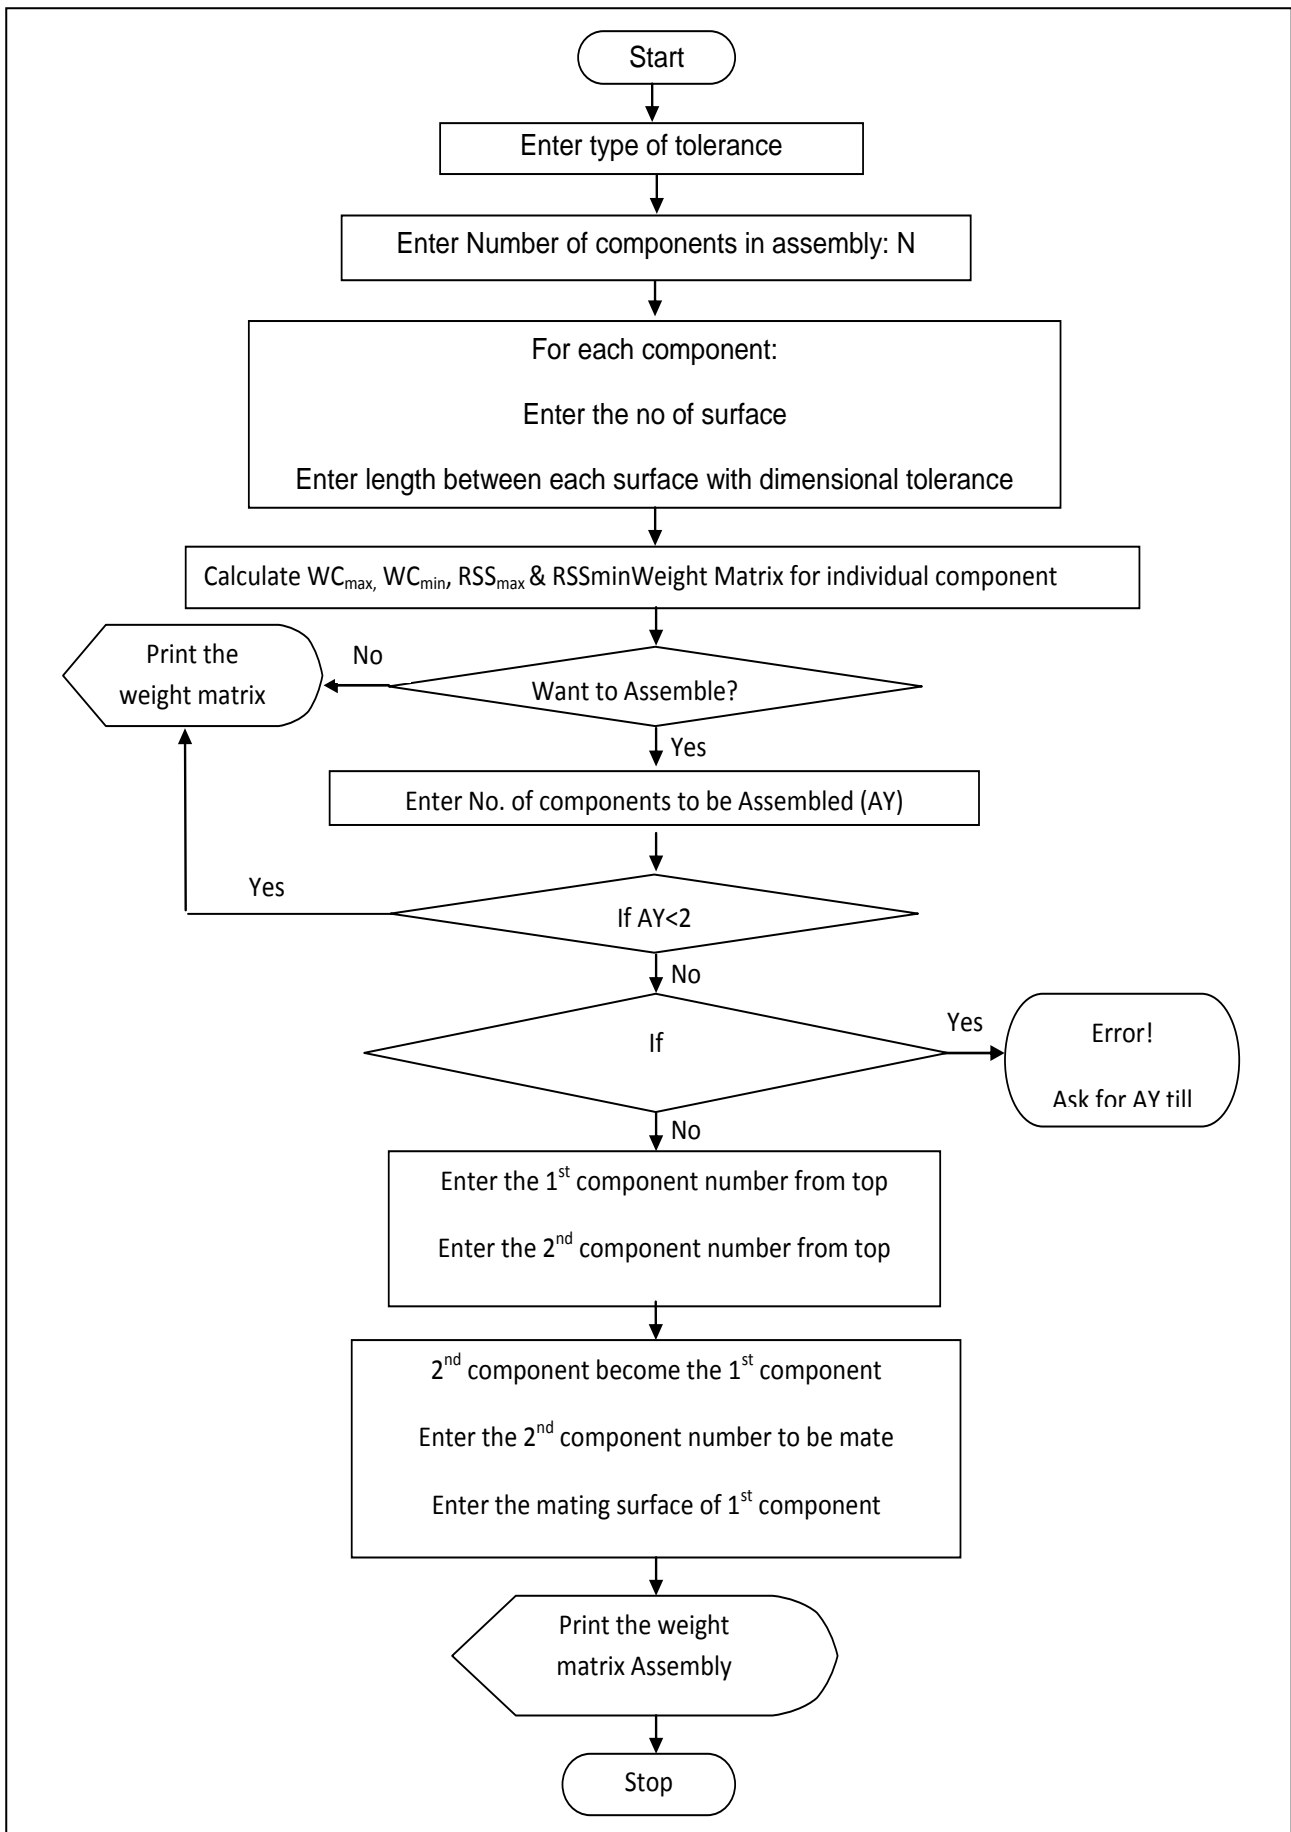 Start
Enter type of tolerance
Enter Number of components in assembly: N
For each component:
Enter the no of surface
Enter length between each surface with dimensional tolerance
Calculate WCmax, WCmin, RSSmax & RSSminWeight Matrix for individual component
Print the
weight matrix
No
Want to Assemble?
Yes
Enter No. of components to be Assembled (AY)
Yes
If AY<2
No
If
Yes
Error!
Ask for AY till
No
Enter the 1st component number from top
Enter the 2nd component number from top
2nd component become the 1st component
Enter the 2nd component number to be mate
Enter the mating surface of 1st component
Print the weight
matrix Assembly
Stop